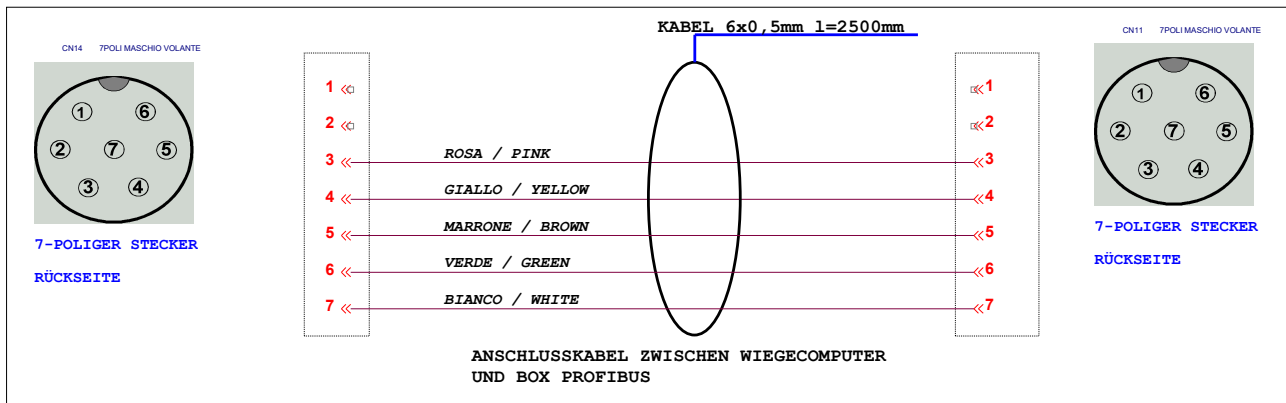 KABEL 6x0,5mm l=2500mm
CN14 7POLI MASCHIO VOLANTE
CN11 7POLI MASCHIO VOLANTE
1 6
2 7 5
3 4
7-POLIGER STECKER
RÜCKSEITE
1 1
2 2
3 ROSA / PINK 3
4 GIALLO / YELLOW 4
5 MARRONE / BROWN 5
6 VERDE / GREEN 6
7 BIANCO / WHITE 7
1 6
2 7 5
3 4
7-POLIGER STECKER
RÜCKSEITE
ANSCHLUSSKABEL ZWISCHEN WIEGECOMPUTER
UND BOX PROFIBUS